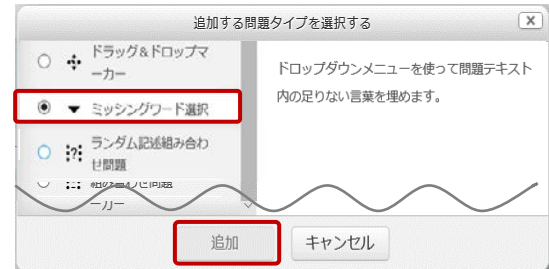 追加する問題タイプを選択する
ドラッグ&ドロップマ
ーカー
ミッシングワード選択
ランダム記述組み合わ
せ問題
ーカー
ドロップダウンメニューを使って問題テキスト
内の足りない言葉を埋めます。
追加
キャンセル